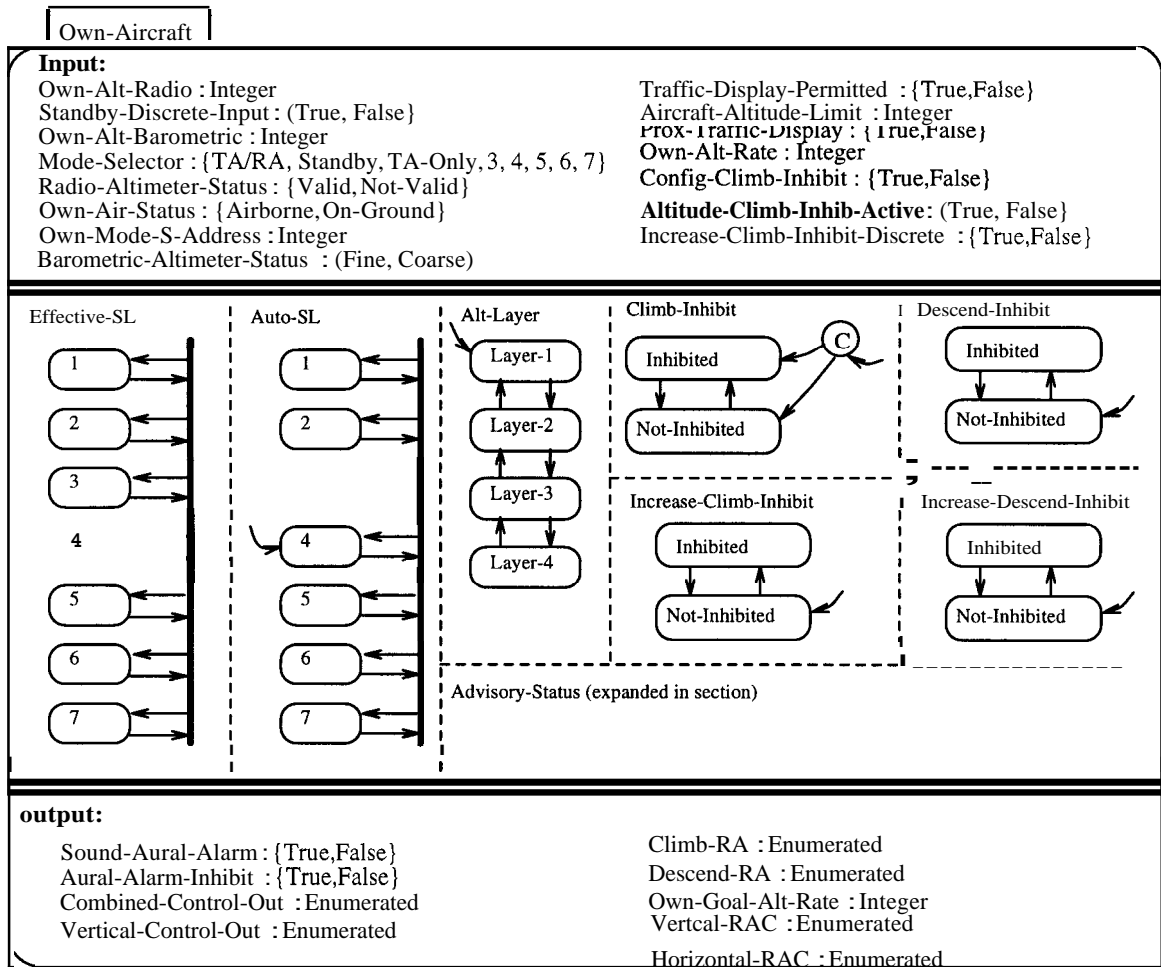 Own-Aircraft
Input:
Own-Alt-Radio : Integer
Standby-Discrete-Input : (True, False}
Own-Alt-Barometric : Integer
Mode-Selector : {TA/RA, Standby, TA-Only, 3, 4, 5, 6, 7}
Radio-Altimeter-Status : {Valid, Not-Valid}
Own-Air-Status : {Airborne, On-Ground}
Own-Mode-S-Address : Integer
Barometric-Altimeter-Status : (Fine, Coarse)
Traffic-Display-Permitted : {True,False}
Aircraft-Altitude-Limit : Integer
Prox-Traffic-Display : {True,False}
Own-Alt-Rate : Integer
Config-Climb-Inhibit : {True,False}
Altitude-Climb-Inhib-Active: (True, False}
Increase-Climb-Inhibit-Discrete : {True,False}
Effective-SL
1
2
3
4
5
6
7
Auto-SL
1
2
4
5
6
7
Alt-Layer
Layer-1
Layer-2
Layer-3
Layer-4
Climb-Inhibit
C
Inhibited
Not-Inhibited
Descend-Inhibit
Inhibited
Not-Inhibited
Increase-Climb-Inhibit
Inhibited
Not-Inhibited
Increase-Descend-Inhibit
Inhibited
Not-Inhibited
Advisory-Status (expanded in section)
output:
Sound-Aural-Alarm : {True,False}
Aural-Alarm-Inhibit : {True,False}
Combined-Control-Out : Enumerated
Vertical-Control-Out : Enumerated
Climb-RA : Enumerated
Descend-RA : Enumerated
Own-Goal-Alt-Rate : Integer
Vertcal-RAC : Enumerated
Horizontal-RAC : Enumerated